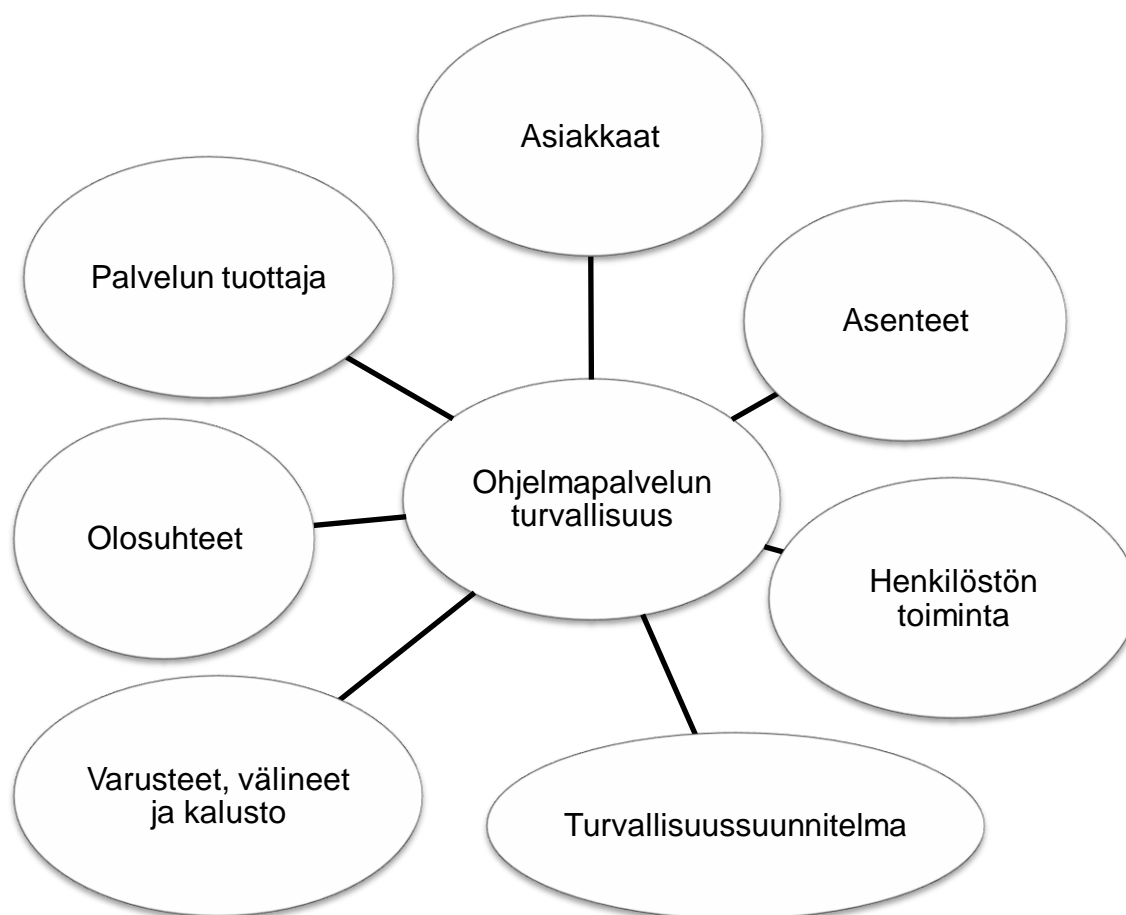 Asiakkaat
Palvelun tuottaja
Asenteet
Ohjelmapalvelun
turvallisuus
Olosuhteet
Henkilöstön
toiminta
Varusteet, välineet
ja kalusto
Turvallisuussuunnitelma